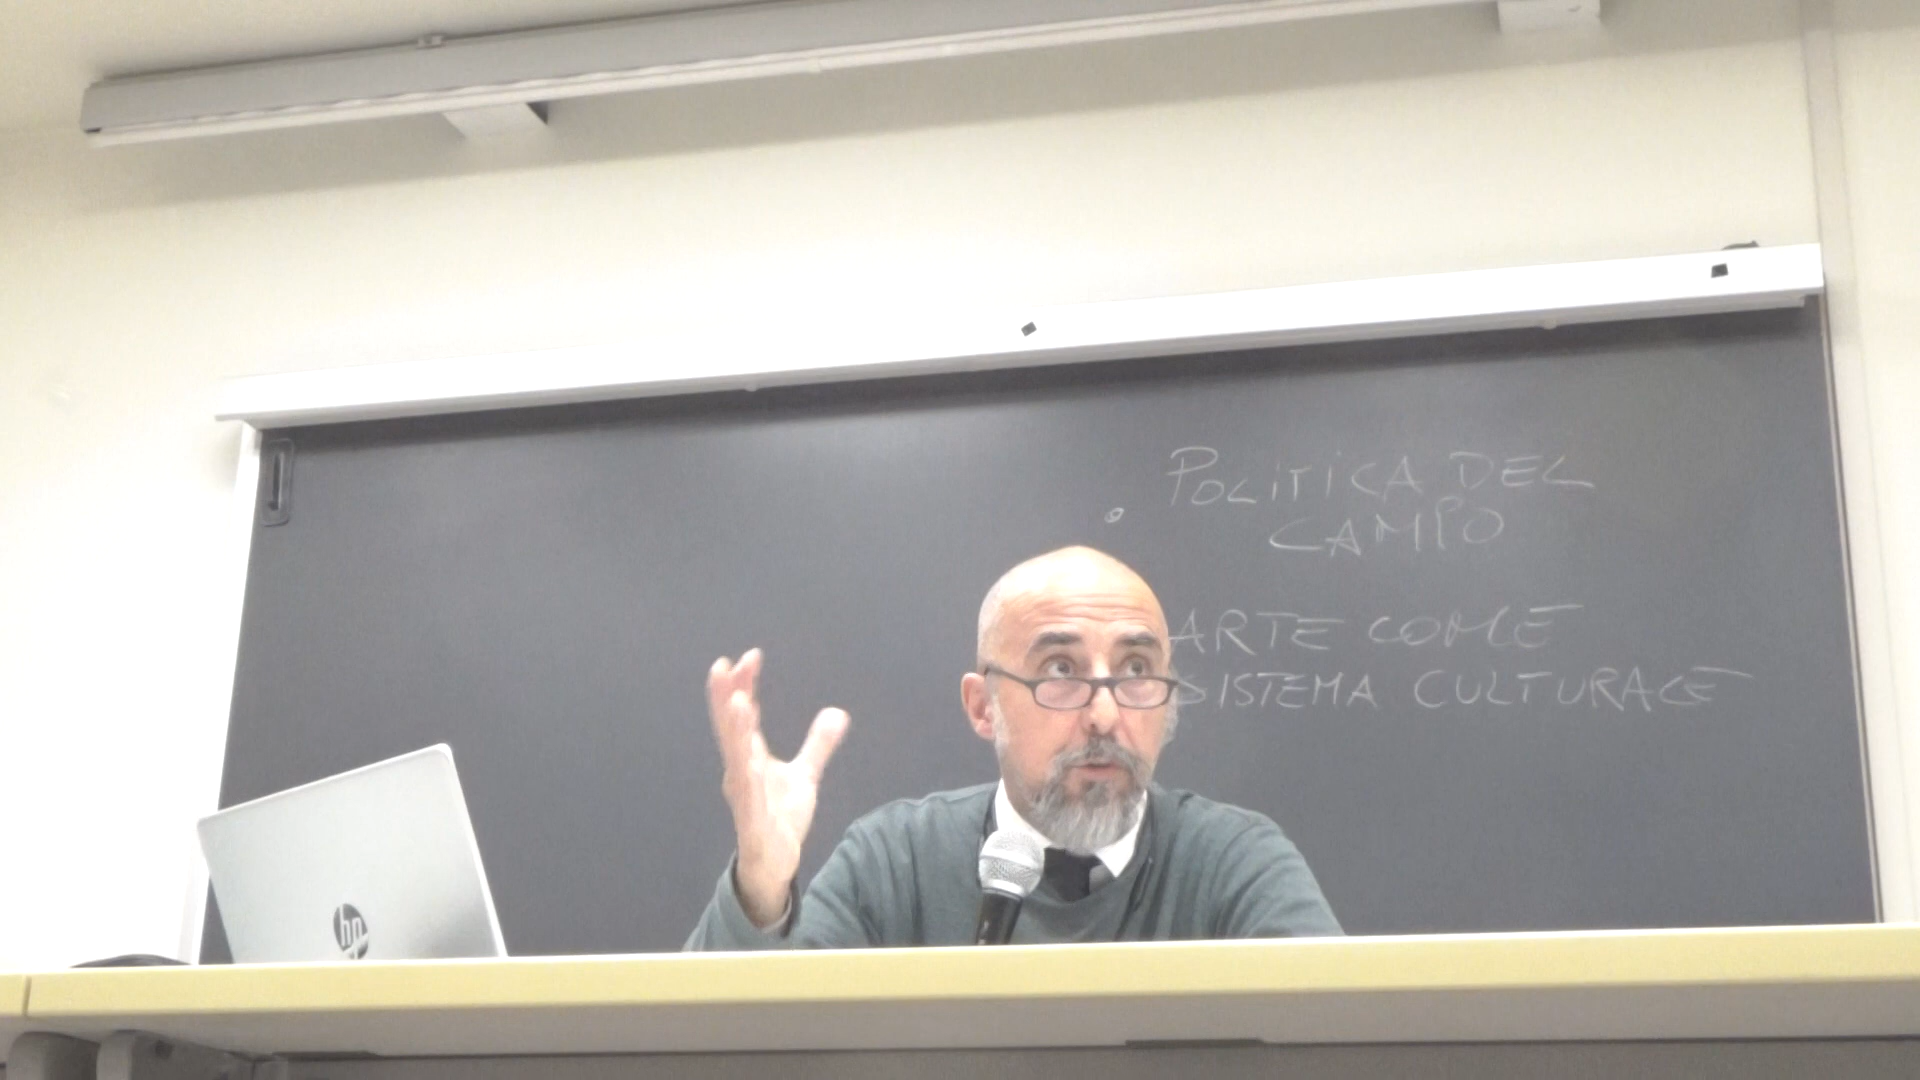 POLITICA DEL
CAMPO
ARTE COME
SISTEMA CULTURALE
hp